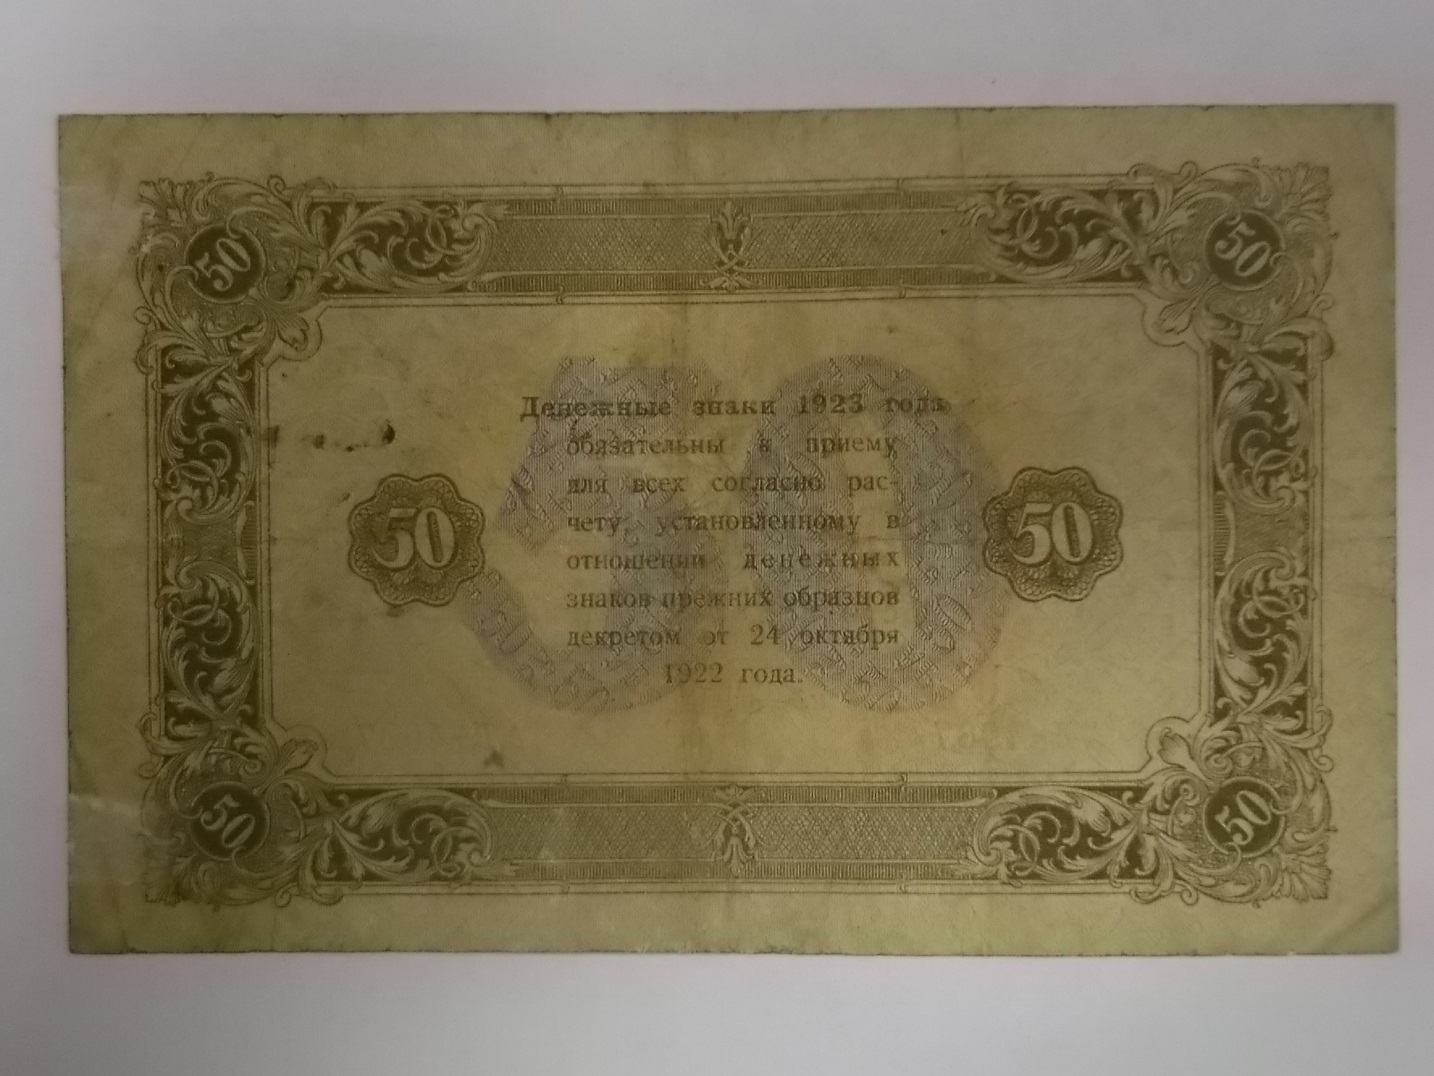 50 50
Денежные знаки 1923 года
обязательны к приему
для всех согласно рас-
50 чету, установленному в 50
отношении денежных
знаков прежних образцов
декретом от 24 октября
1922 года.
50 50